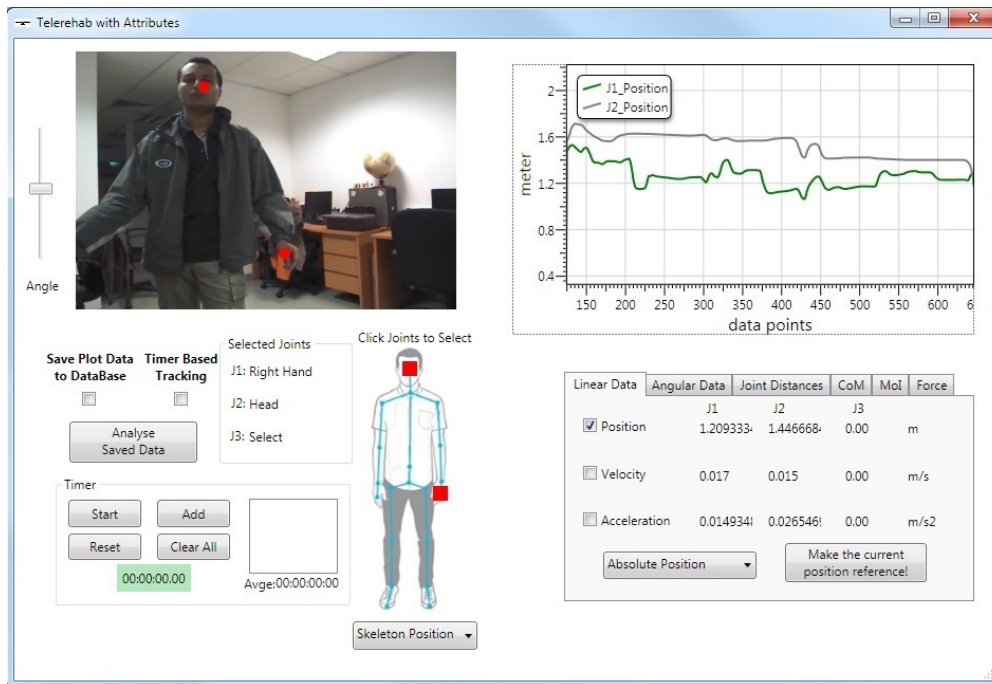 Telerehab with Attributes
Angle
J1_Position
J2_Position
meter
2
1.6
1.2
0.8
0.4
150 200 250 300 350 400 450 500 550 600 6
data points
Save Plot Data
to DataBase
Timer Based
Tracking
Analyse
Saved Data
Selected Joints
J1: Right Hand
J2: Head
J3: Select
Click Joints to Select
Timer
Start Add
Reset Clear All
00:00:00.00
Avge:00:00:00:00
Skeleton Position
Linear Data Angular Data Joint Distances CoM MoI Force
J1 J2 J3
Position 1.2093334 1.4466684 0.00 m
Velocity 0.017 0.015 0.00 m/s
Acceleration 0.0149348 0.0265469 0.00 m/s2
Absolute Position
Make the current
position reference!